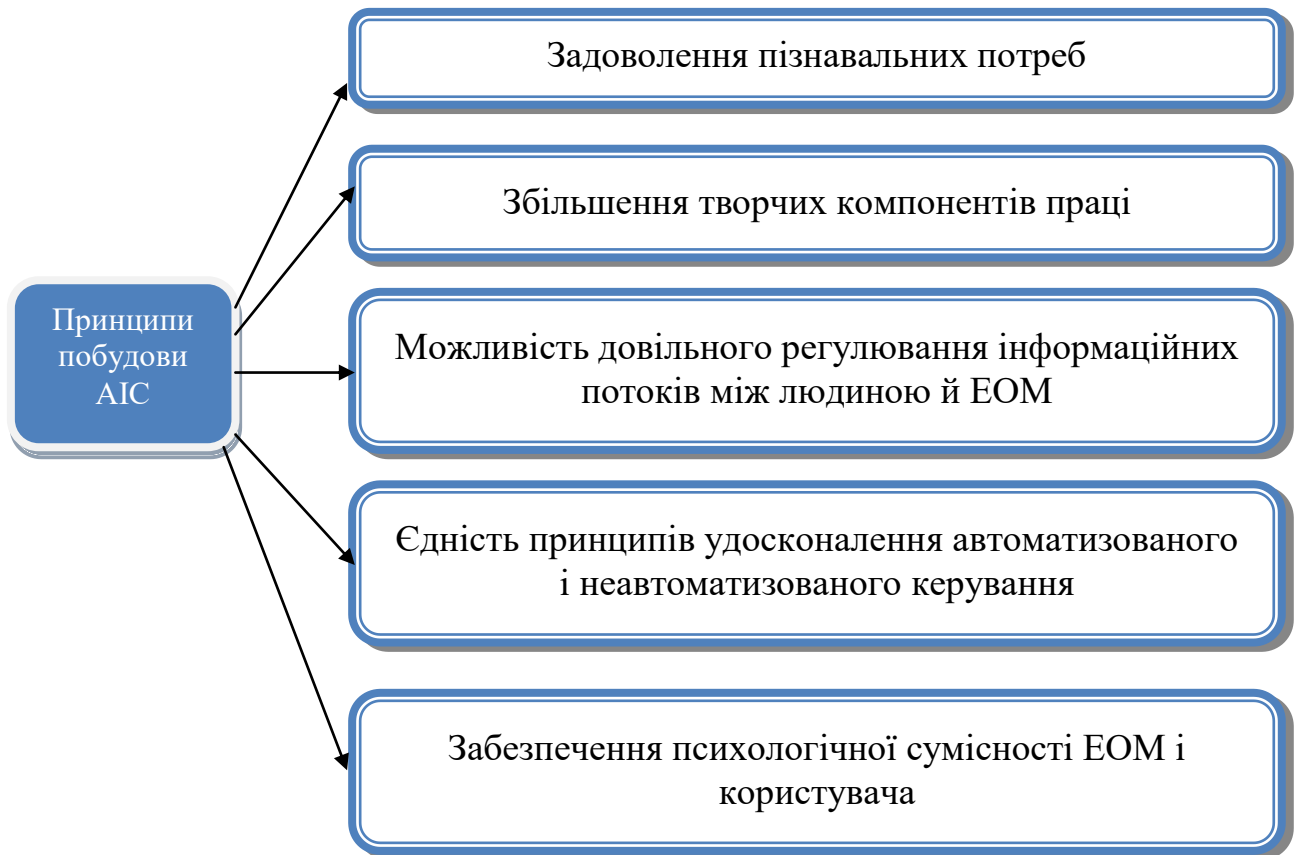 Задоволення пізнавальних потреб
Збільшення творчих компонентів праці
Принципи
побудови
АІС
Можливість довільного регулювання інформаційних
потоків між людиною й ЕОМ
Єдність принципів удосконалення автоматизованого
і неавтоматизованого керування
Забезпечення психологічної сумісності ЕОМ і
користувача